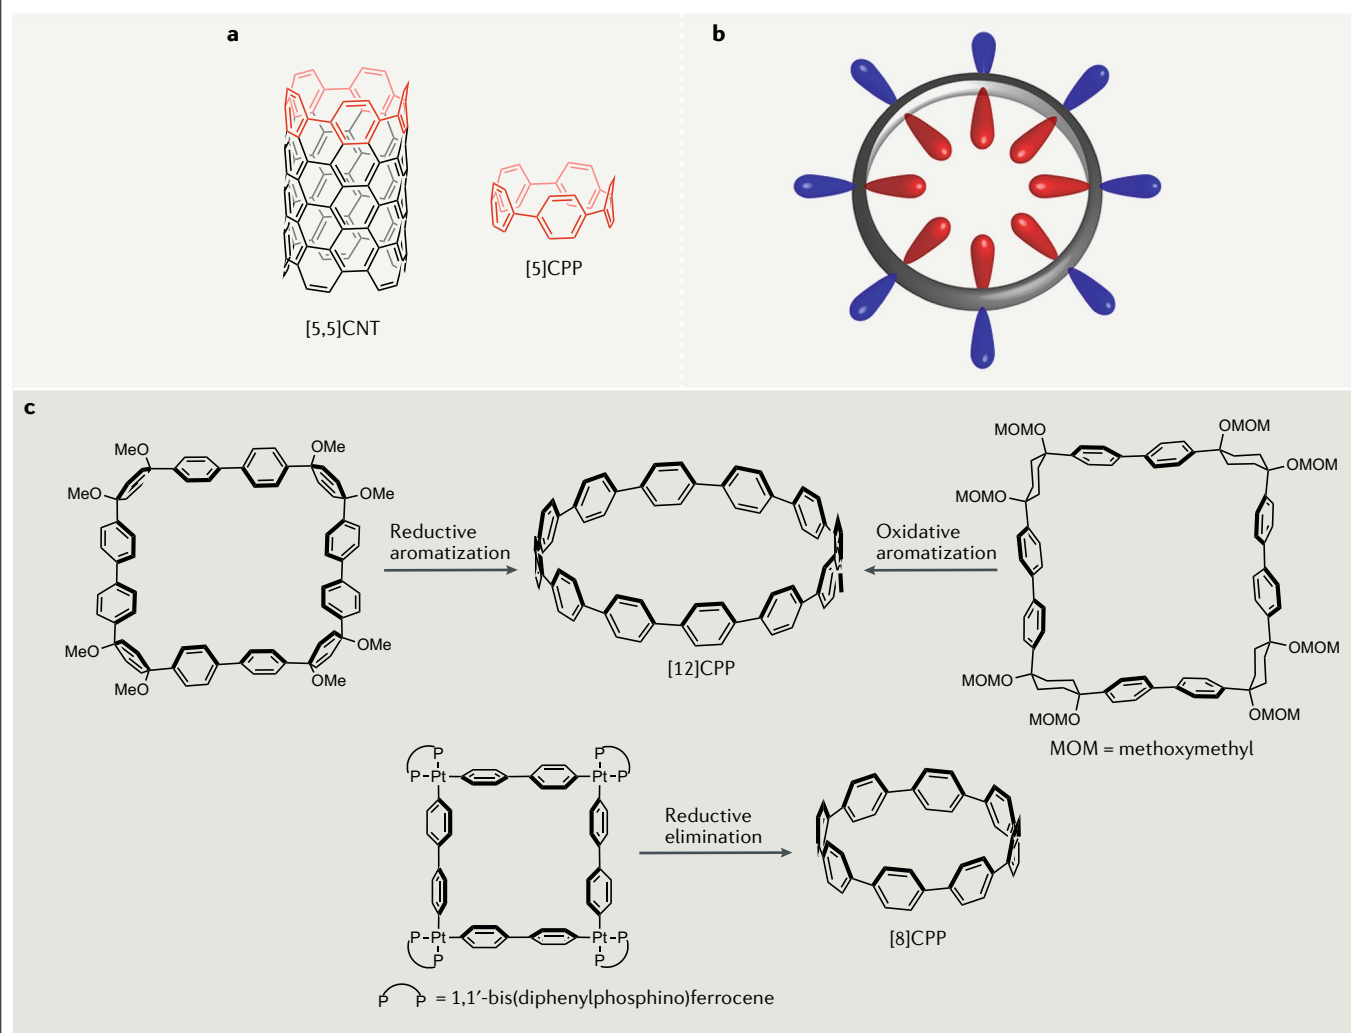 a
b
[5]CPP
[5,5]CNT
c
MeO
OMe
MeO
OMe
MeO
OMe
MeO
OMe
Reductive
aromatization
[12]CPP
Oxidative
aromatization
MOMO
OMOM
MOMO
OMOM
MOMO
OMOM
MOMO
OMOM
MOM = methoxymethyl
P
P
P–Pt
Pt–P
P–Pt
Pt–P
P
P
Reductive
elimination
[8]CPP
P P = 1,1′-bis(diphenylphosphino)ferrocene